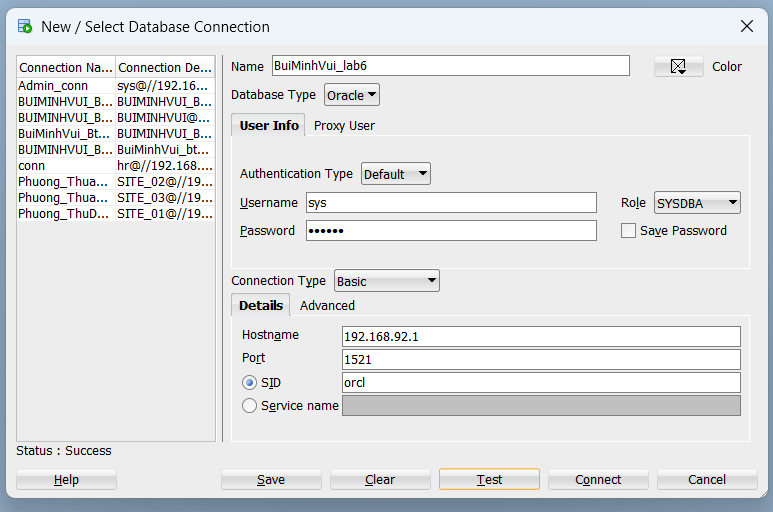 New / Select Database Connection
Connection Na... Connection De...
Admin_conn sys@//192.16...
BUIMINHVUI_B... BUIMINHVUI_B...
BUIMINHVUI_B... BUIMINHVUI@...
BuiMinhVui_Bt... BUIMINHVUI_B...
BUIMINHVUI_B... BuiMinhVui_bt...
conn hr@//192.168....
Phuong_Thua... SITE_02@//19...
Phuong_Thua... SITE_03@//19...
Phuong_ThuD... SITE_01@//19...
Name BuiMinhVui_lab6 Color
Database Type Oracle
User Info Proxy User
Authentication Type Default
Username sys Role SYSDBA
Password •••••• Save Password
Connection Type Basic
Details Advanced
Hostname 192.168.92.1
Port 1521
SID orcl
Service name
Status : Success
Help Save Clear Test Connect Cancel